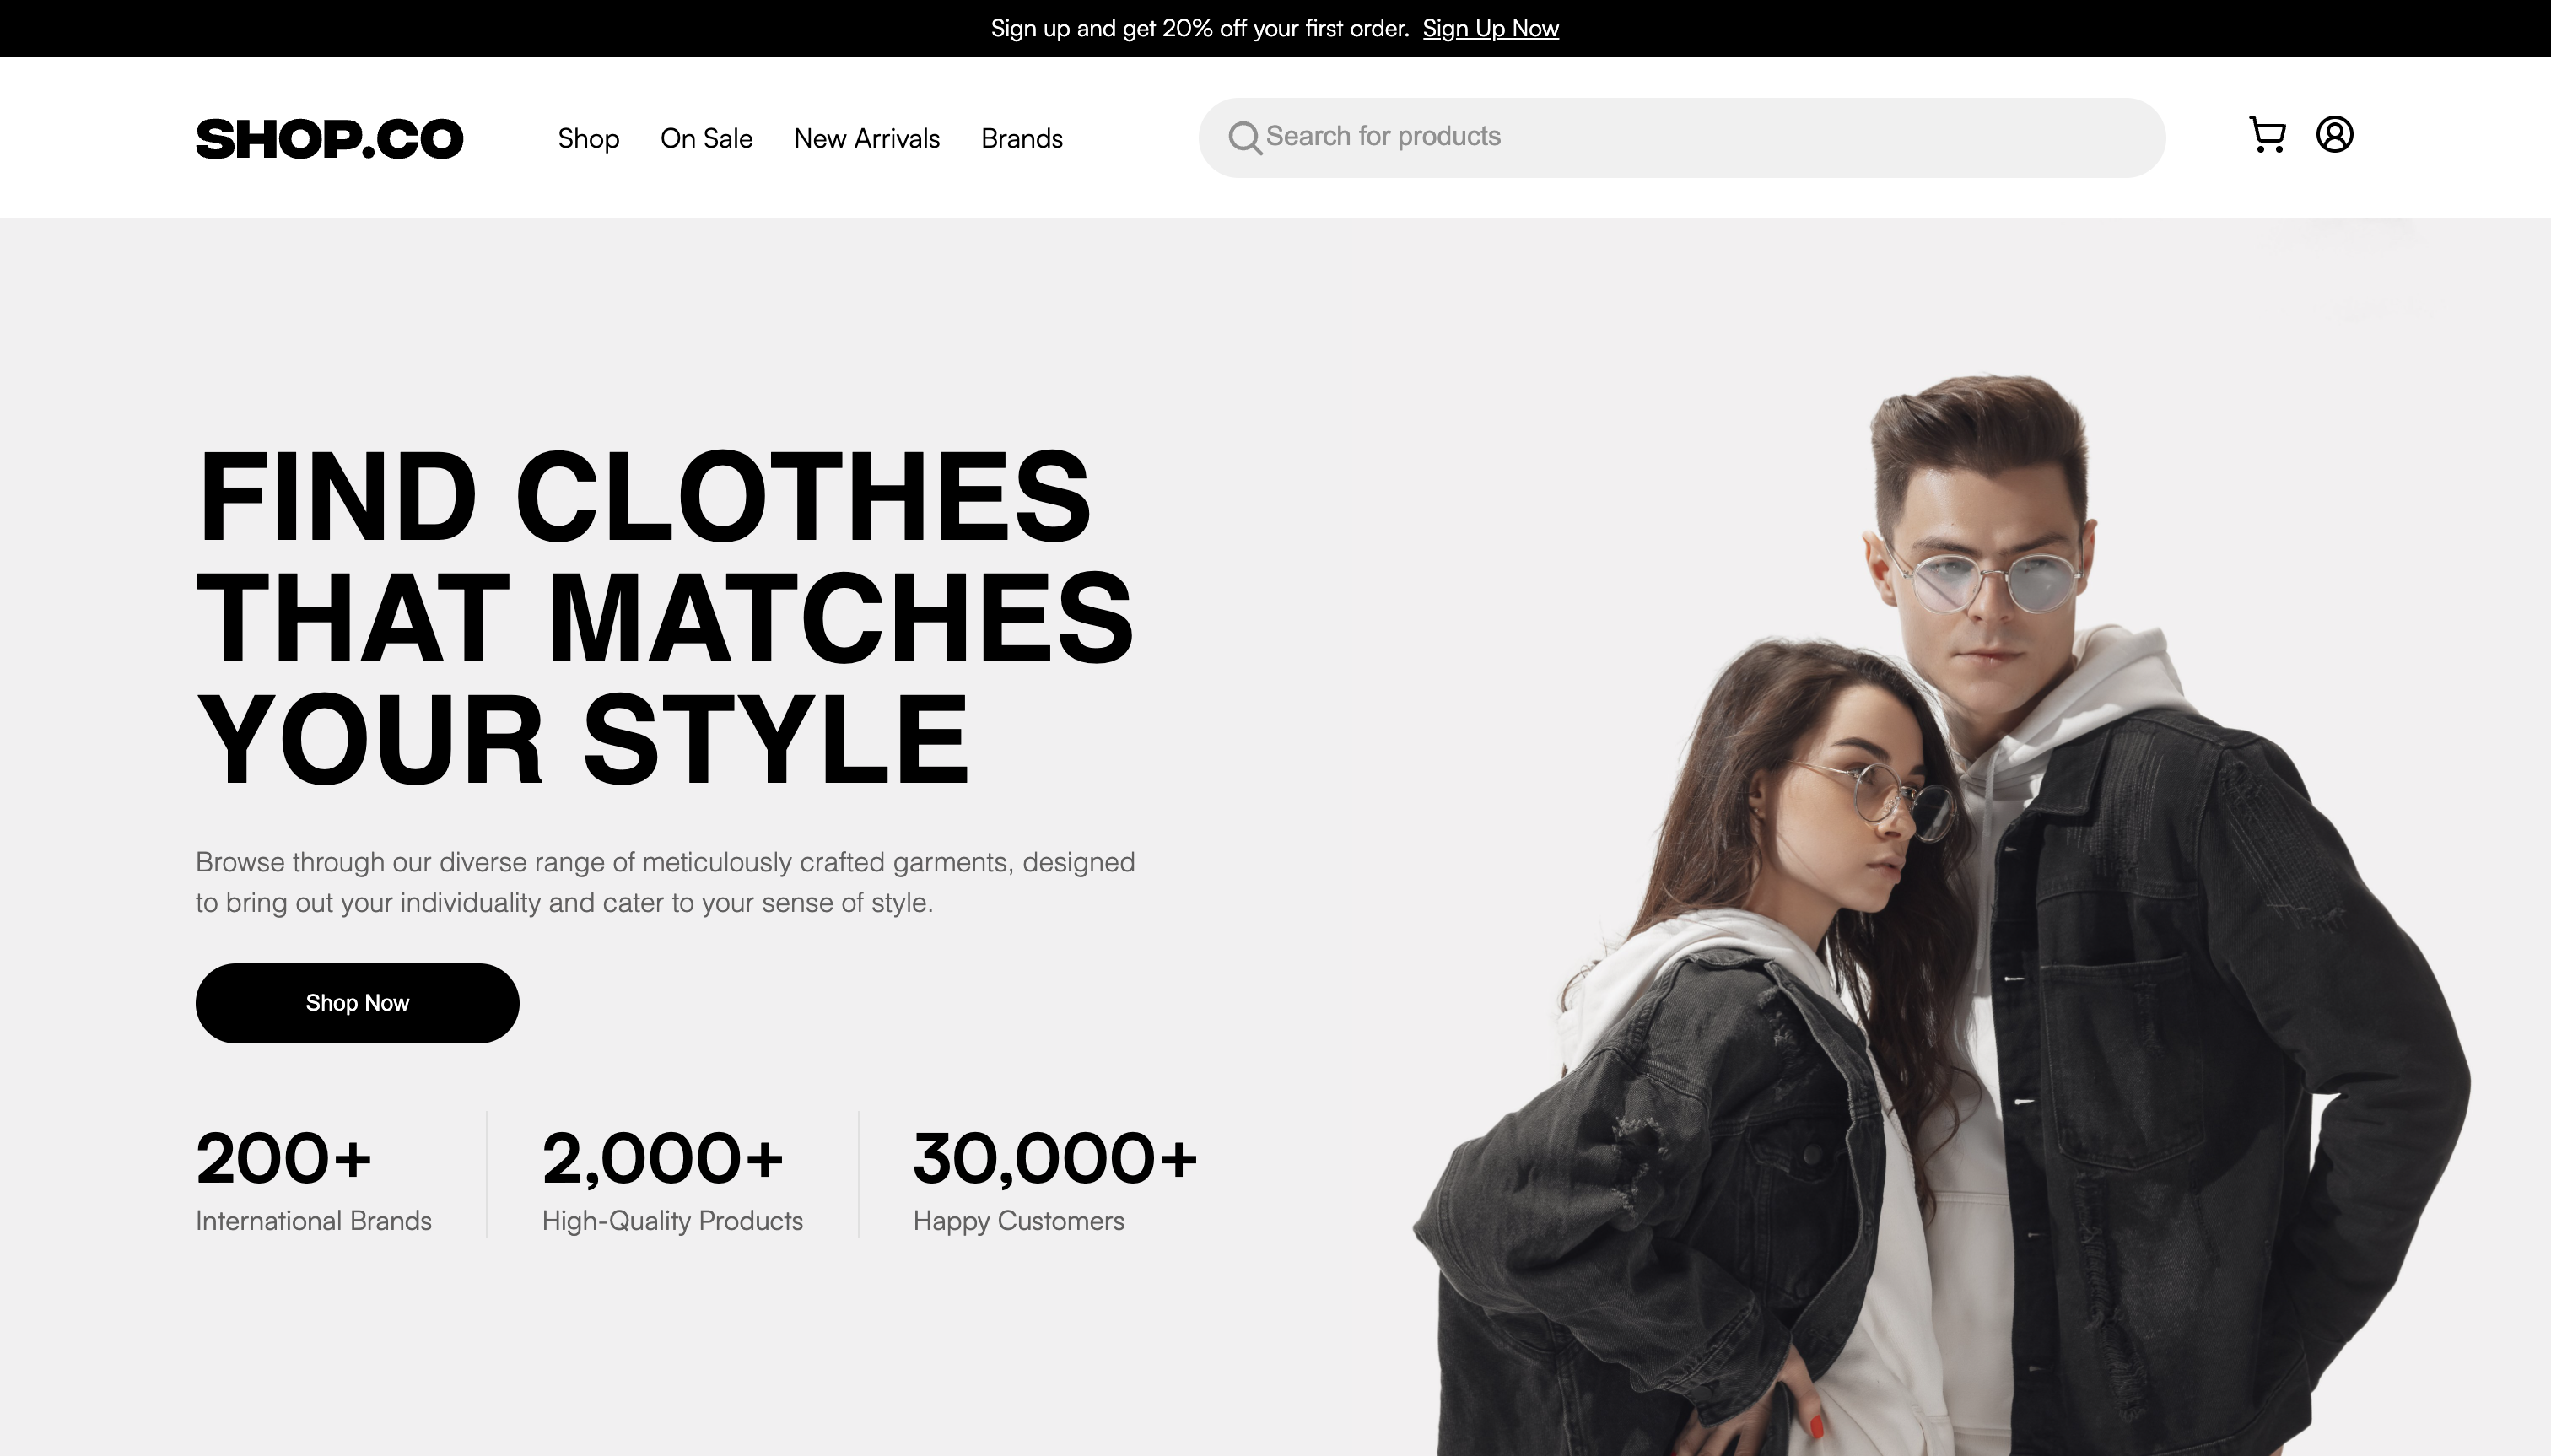 Sign up and get 20% off your first order. Sign Up Now
SHOP.CO
Shop
On Sale
New Arrivals
Brands
Search for products
FIND CLOTHES
THAT MATCHES
YOUR STYLE
Browse through our diverse range of meticulously crafted garments, designed
to bring out your individuality and cater to your sense of style.
Shop Now
200+
International Brands
2,000+
High-Quality Products
30,000+
Happy Customers